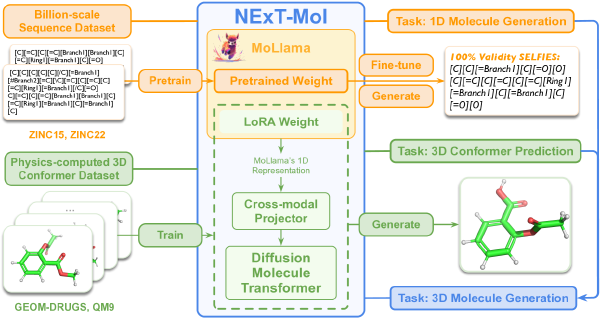 Billion-scale
Sequence Dataset
[C][=C][C][=C][Branch1][Branch1][C]
[=C][Ring1][=Branch1][C][=O]
[C][C][C][C][C][/C][=Branch1]
[#Branch2][=C][\C][=C][C][=C][C]
[=C][Ring1][=Branch1][/C][=O]
C][=C][C][=C][Branch1][Branch1][C]
[=C][Ring1][=Branch1][C][=Branch1]
C]
ZINC15, ZINC22
Pretrain
NExT-Mol
MoLlama
Pretrained Weight
LoRA Weight
MoLlama's 1D
Representation
Cross-modal
Projector
Diffusion
Molecule
Transformer
Fine-tune
Generate
Task: 1D Molecule Generation
100% Validity SELFIES:
[C][C][=Branch1][C][=O][O]
[C][=C][C][=C][C][=C][Ring1]
[=Branch1][C][=Branch1][C]
[=O][O]
Physics-computed 3D
Conformer Dataset
...
Train
GEOM-DRUGS, QM9
Task: 3D Conformer Prediction
Generate
Task: 3D Molecule Generation